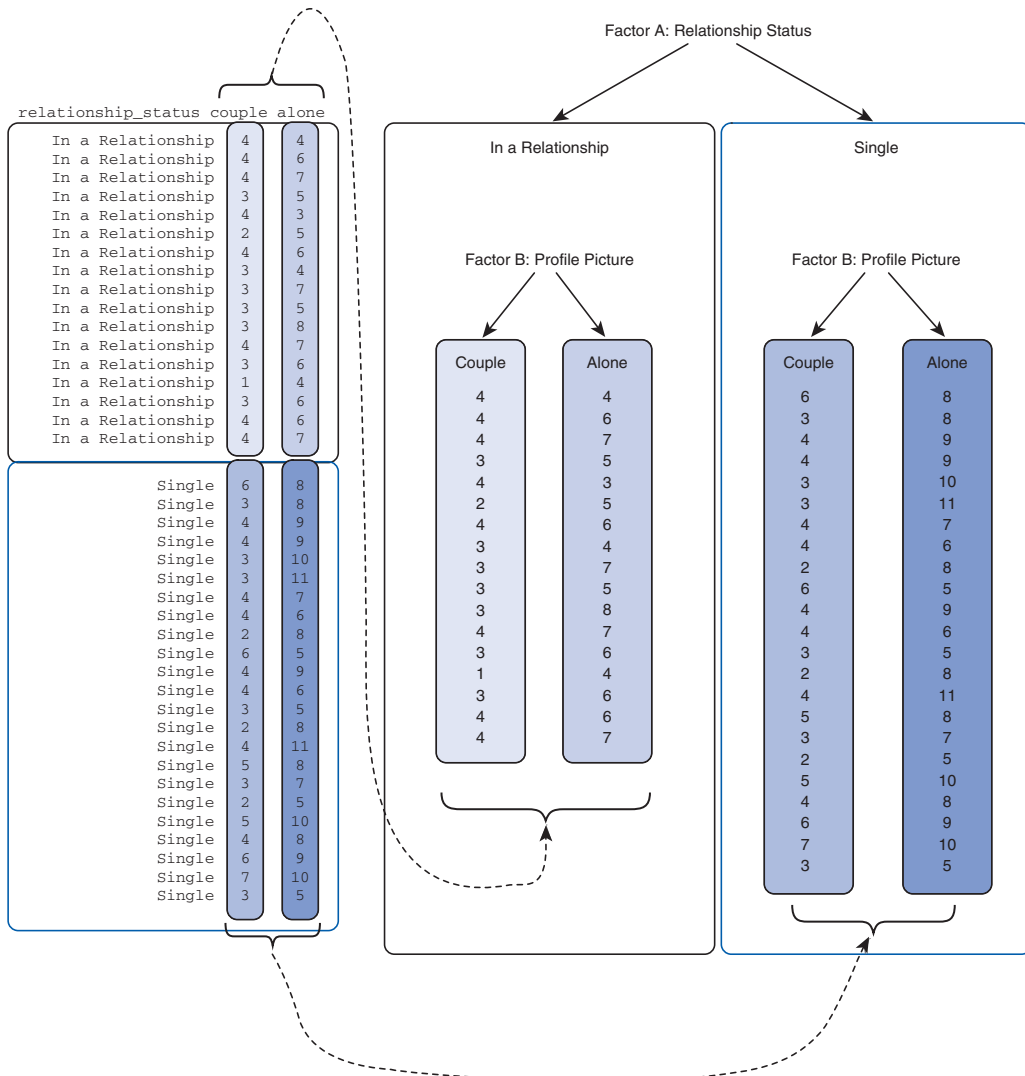 relationship_status couple alone
In a Relationship 4 4
In a Relationship 4 6
In a Relationship 4 7
In a Relationship 3 5
In a Relationship 4 3
In a Relationship 2 5
In a Relationship 4 6
In a Relationship 3 4
In a Relationship 3 7
In a Relationship 3 5
In a Relationship 3 8
In a Relationship 4 7
In a Relationship 3 6
In a Relationship 1 4
In a Relationship 3 6
In a Relationship 4 6
In a Relationship 4 7
Single 6 8
Single 3 8
Single 4 9
Single 4 9
Single 3 10
Single 3 11
Single 4 7
Single 4 6
Single 2 8
Single 6 5
Single 4 9
Single 4 6
Single 3 5
Single 2 8
Single 4 11
Single 5 8
Single 3 7
Single 2 5
Single 5 10
Single 4 8
Single 6 9
Single 7 10
Single 3 5
Factor A: Relationship Status
In a Relationship
Factor B: Profile Picture
Couple Alone
4 4
4 6
4 7
3 5
4 3
2 5
4 6
3 4
3 7
3 5
3 8
4 7
3 6
1 4
3 6
4 6
4 7
Single
Factor B: Profile Picture
Couple Alone
6 8
3 8
4 9
4 9
3 10
3 11
4 7
4 6
2 8
6 5
4 9
4 6
3 5
2 8
4 11
5 8
3 7
2 5
5 10
4 8
6 9
7 10
3 5